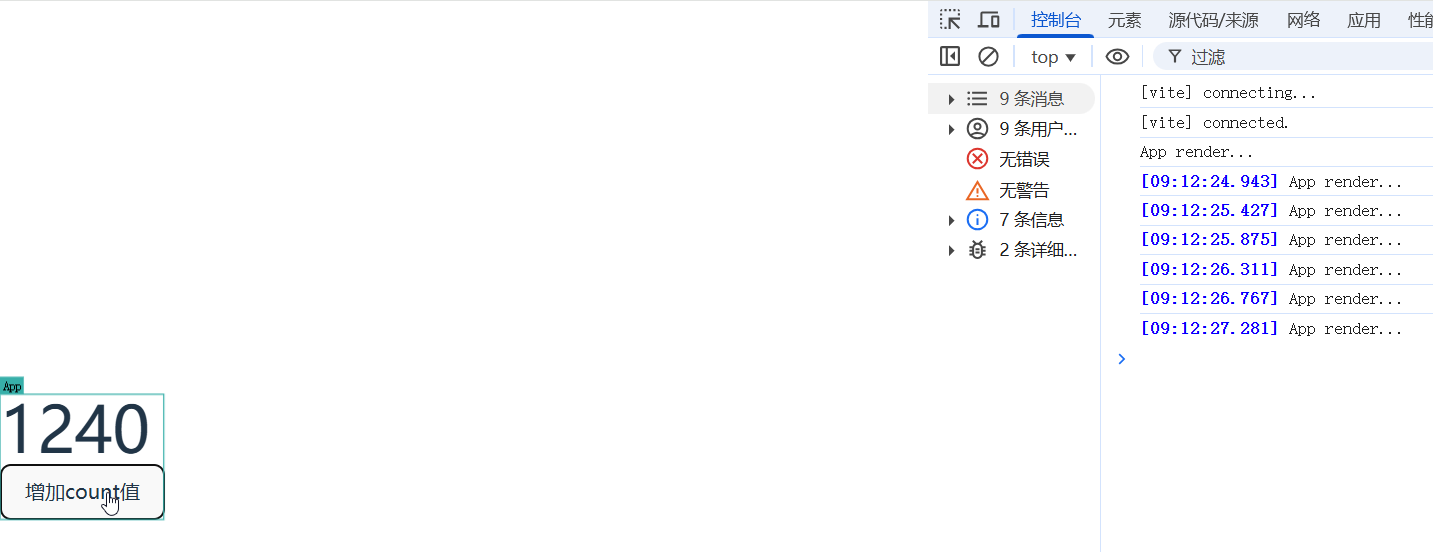 控制台 元素 源代码/来源 网络 应用
top 过滤
9 条消息
9 条用户...
无错误
无警告
7 条信息
2 条详细...
[vite] connecting...
[vite] connected.
App render...
[09:12:24.943] App render...
[09:12:25.427] App render...
[09:12:25.875] App render...
[09:12:26.311] App render...
[09:12:26.767] App render...
[09:12:27.281] App render...
App
1240
增加count值